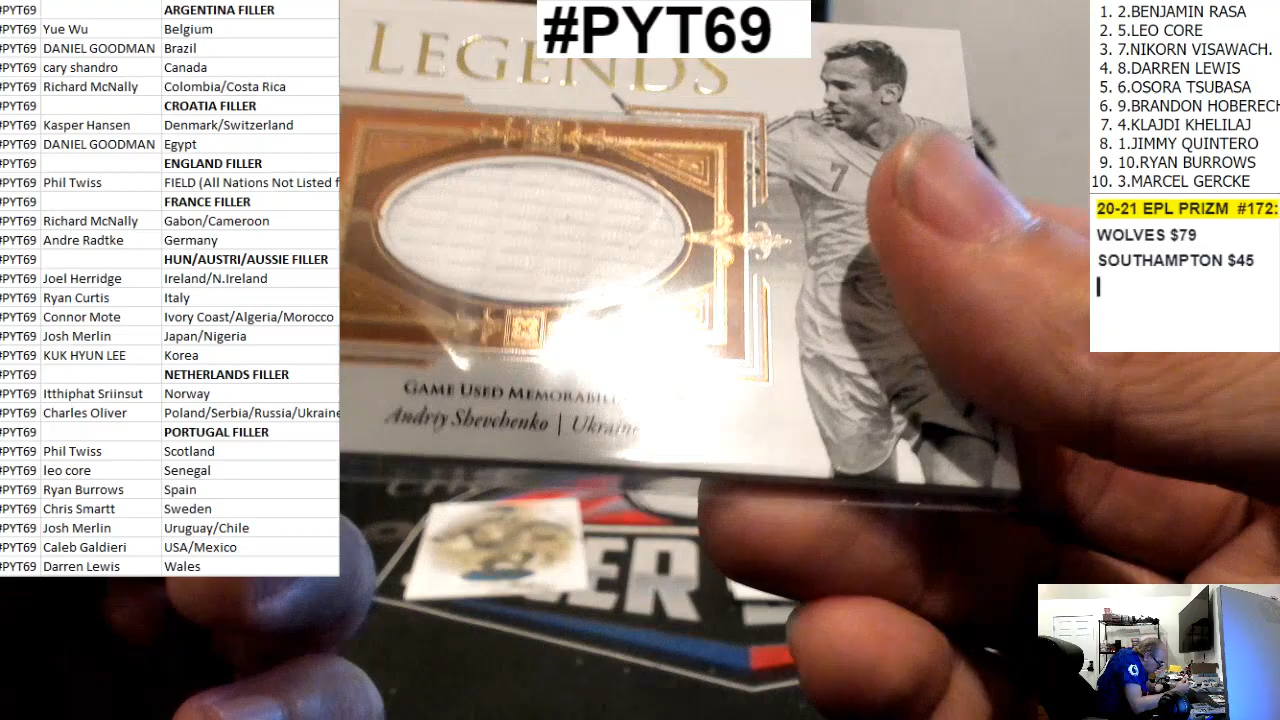 #PYT69 ARGENTINA FILLER
#PYT69 Yue Wu Belgium
#PYT69 DANIEL GOODMAN Brazil
#PYT69 cary shandro Canada
#PYT69 Richard McNally Colombia/Costa Rica
#PYT69 CROATIA FILLER
#PYT69 Kasper Hansen Denmark/Switzerland
#PYT69 DANIEL GOODMAN Egypt
#PYT69 ENGLAND FILLER
#PYT69 Phil Twiss FIELD (All Nations Not Listed f
#PYT69 FRANCE FILLER
#PYT69 Richard McNally Gabon/Cameroon
#PYT69 Andre Radtke Germany
#PYT69 HUN/AUSTRI/AUSSIE FILLER
#PYT69 Joel Herridge Ireland/N.Ireland
#PYT69 Ryan Curtis Italy
#PYT69 Connor Mote Ivory Coast/Algeria/Morocco
#PYT69 Josh Merlin Japan/Nigeria
#PYT69 KUK HYUN LEE Korea
#PYT69 NETHERLANDS FILLER
#PYT69 Itthiphat Sriinsut Norway
#PYT69 Charles Oliver Poland/Serbia/Russia/Ukraine
#PYT69 PORTUGAL FILLER
#PYT69 Phil Twiss Scotland
#PYT69 leo core Senegal
#PYT69 Ryan Burrows Spain
#PYT69 Chris Smartt Sweden
#PYT69 Josh Merlin Uruguay/Chile
#PYT69 Caleb Galdieri USA/Mexico
#PYT69 Darren Lewis Wales
#PYT69
LEGENDS
7
GAME USED MEMORABILI
Andriy Shevchenko | Ukraine
1. 2.BENJAMIN RASA
2. 5.LEO CORE
3. 7.NIKORN VISAWACH.
4. 8.DARREN LEWIS
5. 6.OSORA TSUBASA
6. 9.BRANDON HOBERECH
7. 4.KLAJDI KHELILAJ
8. 1.JIMMY QUINTERO
9. 10.RYAN BURROWS
10. 3.MARCEL GERCKE
20-21 EPL PRIZM #172:
WOLVES $79
SOUTHAMPTON $45